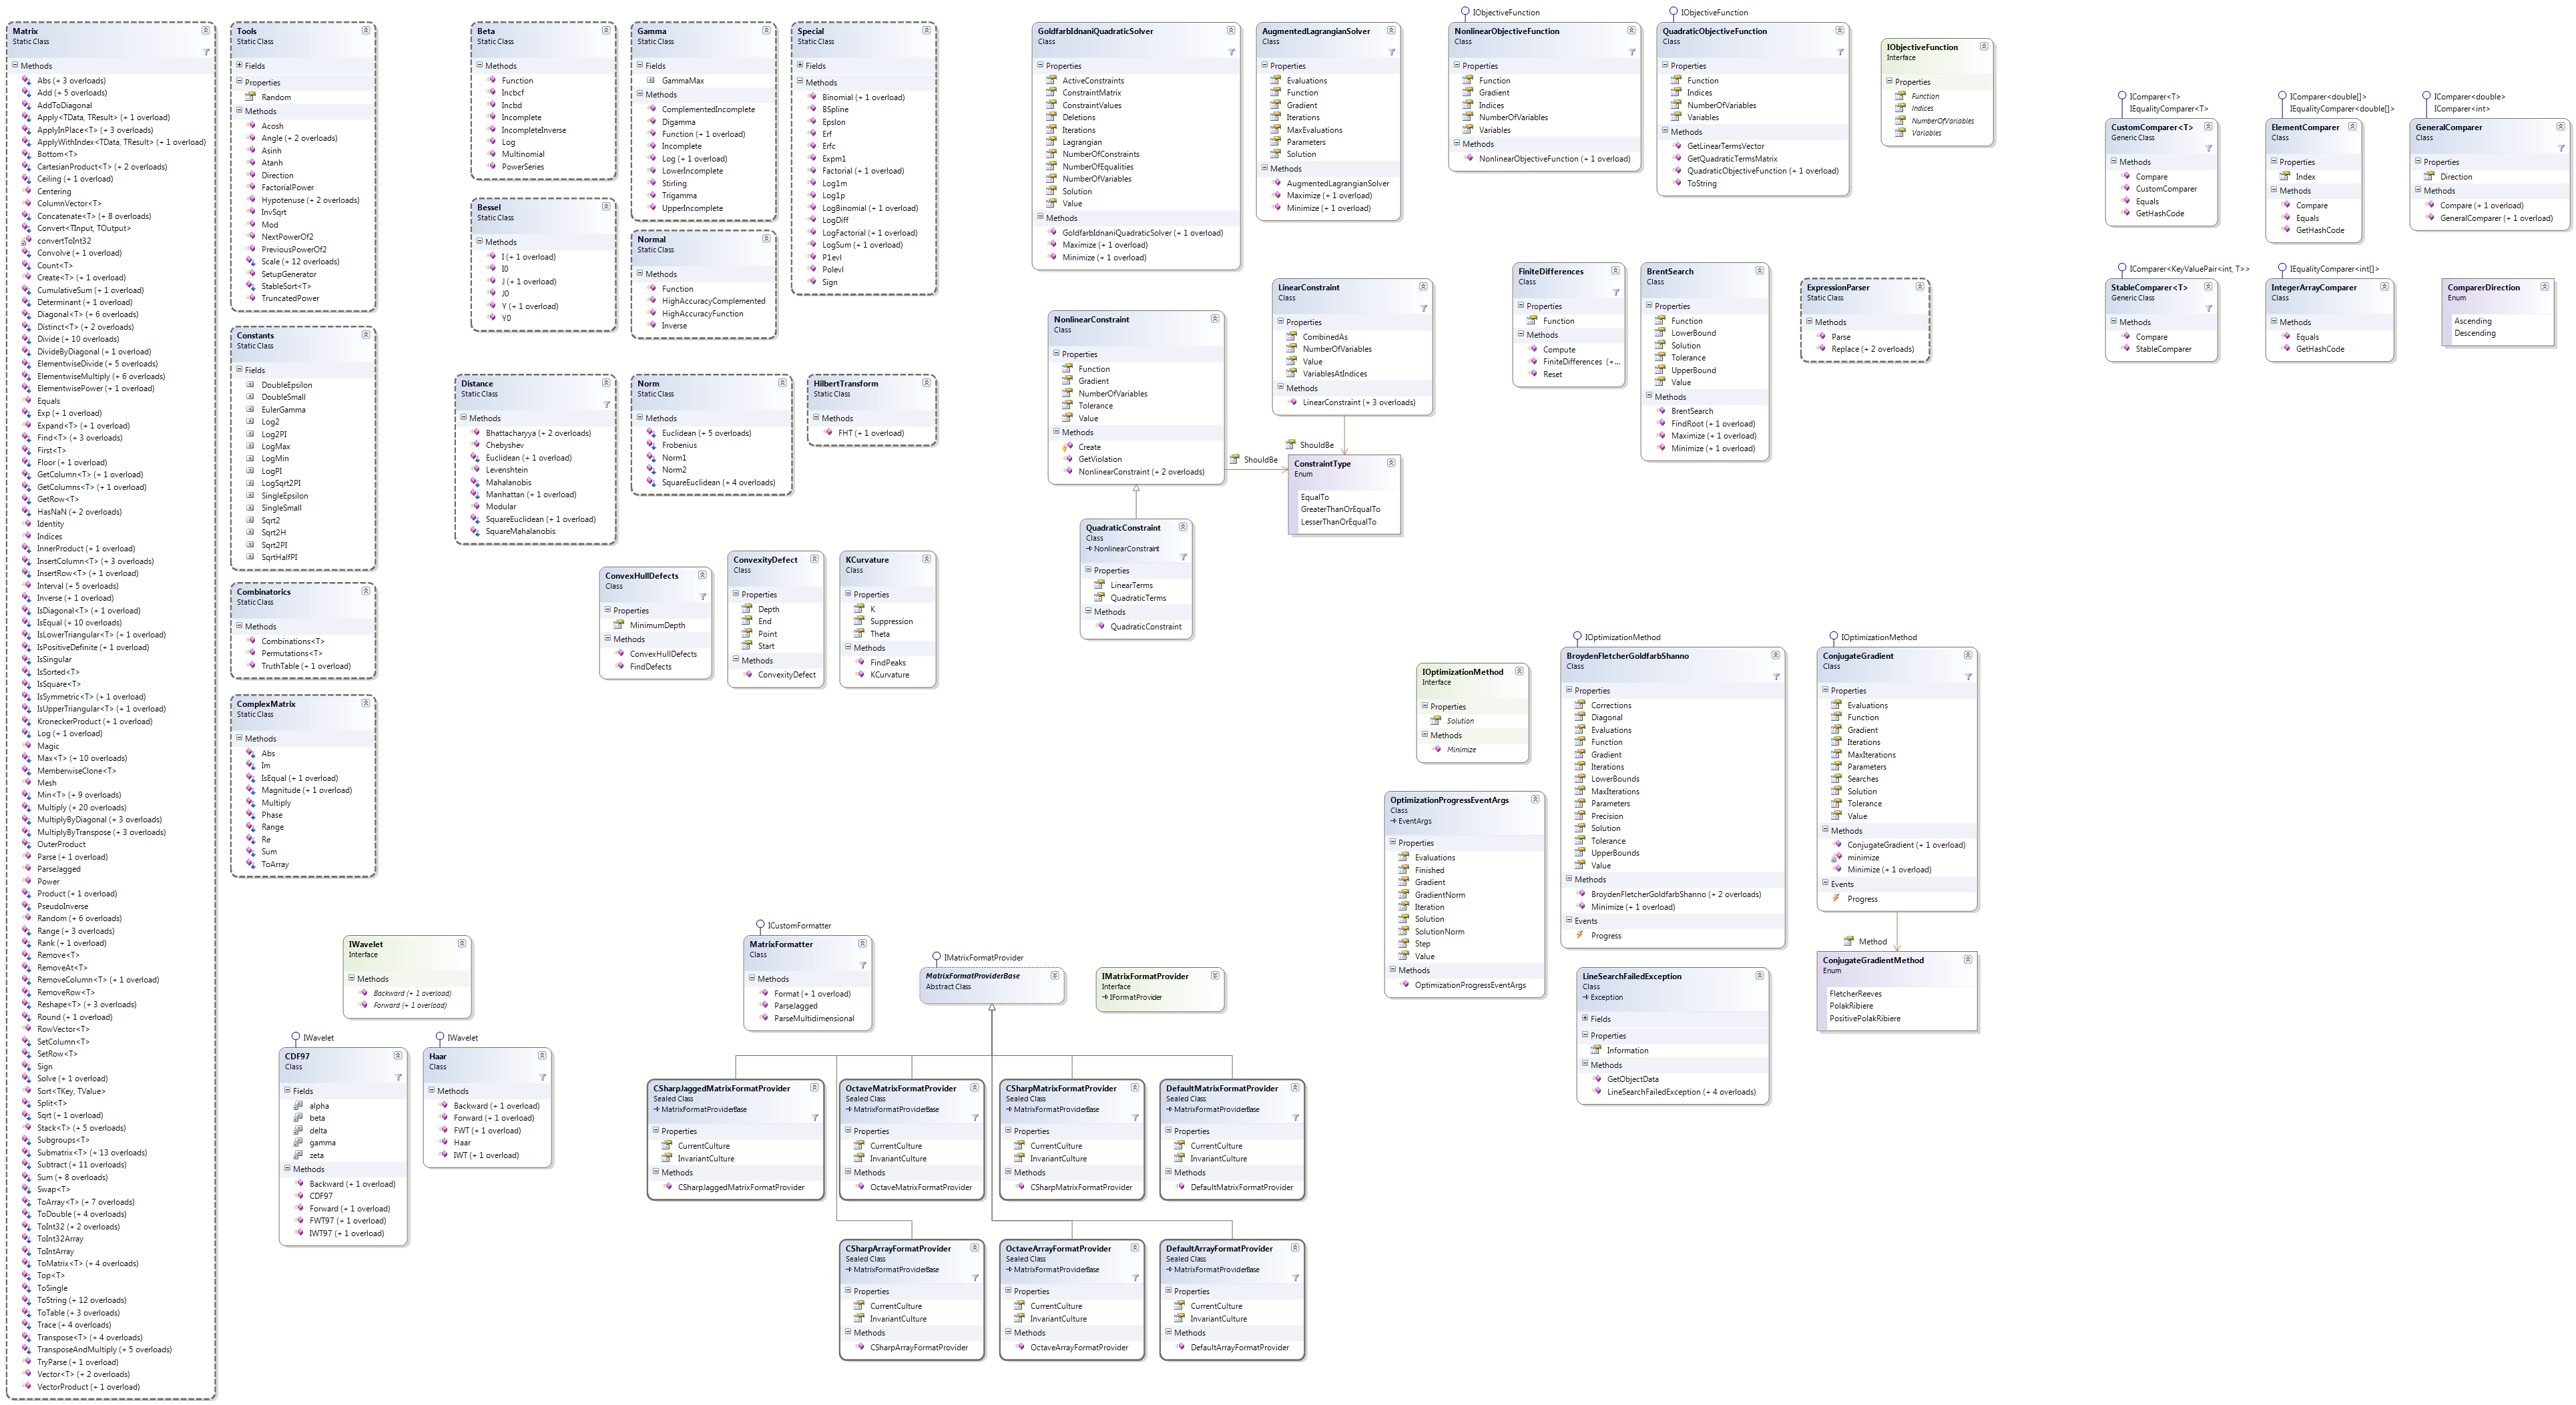 Matrix
Static Class
Methods
Abs (+ 3 overloads)
Add (+ 5 overloads)
AddToDiagonal
Apply<TData, TResult> (+ 1 overload)
ApplyInPlace<T> (+ 3 overloads)
ApplyWithIndex<TData, TResult> (+ 1 overload)
Bottom<T>
CartesianProduct<T> (+ 2 overloads)
Ceiling (+ 1 overload)
Centering
ColumnVector<T>
Concatenate<T> (+ 8 overloads)
Convert<TInput, TOutput>
convertToInt32
Convolve (+ 1 overload)
Count<T>
Create<T> (+ 1 overload)
CumulativeSum (+ 1 overload)
Determinant (+ 1 overload)
Diagonal<T> (+ 6 overloads)
Distinct<T> (+ 2 overloads)
Divide (+ 10 overloads)
DivideByDiagonal (+ 1 overload)
ElementwiseDivide (+ 5 overloads)
ElementwiseMultiply (+ 6 overloads)
ElementwisePower (+ 1 overload)
Equals
Exp (+ 1 overload)
Expand<T> (+ 1 overload)
Find<T> (+ 3 overloads)
First<T>
Floor (+ 1 overload)
GetColumn<T> (+ 1 overload)
GetColumns<T> (+ 1 overload)
GetRow<T>
HasNaN (+ 2 overloads)
Identity
Indices
InnerProduct (+ 1 overload)
InsertColumn<T> (+ 3 overloads)
InsertRow<T> (+ 1 overload)
Interval (+ 5 overloads)
Inverse (+ 1 overload)
IsDiagonal<T> (+ 1 overload)
IsEqual (+ 10 overloads)
IsLowerTriangular<T> (+ 1 overload)
IsPositiveDefinite (+ 1 overload)
IsSingular
IsSorted<T>
IsSquare<T>
IsSymmetric<T> (+ 1 overload)
IsUpperTriangular<T> (+ 1 overload)
KroneckerProduct (+ 1 overload)
Log (+ 1 overload)
Magic
Max<T> (+ 10 overloads)
MemberwiseClone<T>
Mesh
Min<T> (+ 9 overloads)
Multiply (+ 20 overloads)
MultiplyByDiagonal (+ 3 overloads)
MultiplyByTranspose (+ 3 overloads)
OuterProduct
Parse (+ 1 overload)
ParseJagged
Power
Product (+ 1 overload)
PseudoInverse
Random (+ 6 overloads)
Range (+ 3 overloads)
Rank (+ 1 overload)
Remove<T>
RemoveAt<T>
RemoveColumn<T> (+ 1 overload)
RemoveRow<T>
Reshape<T> (+ 3 overloads)
Round (+ 1 overload)
RowVector<T>
SetColumn<T>
SetRow<T>
Sign
Solve (+ 1 overload)
Sort<TKey, TValue>
Split<T>
Sqrt (+ 1 overload)
Stack<T> (+ 5 overloads)
Subgroups<T>
Submatrix<T> (+ 13 overloads)
Subtract (+ 11 overloads)
Sum (+ 8 overloads)
Swap<T>
ToArray<T> (+ 7 overloads)
ToDouble (+ 4 overloads)
ToInt32 (+ 2 overloads)
ToInt32Array
ToIntArray
ToMatrix<T> (+ 4 overloads)
Top<T>
ToSingle
ToString (+ 12 overloads)
ToTable (+ 3 overloads)
Trace (+ 4 overloads)
Transpose<T> (+ 4 overloads)
TransposeAndMultiply (+ 5 overloads)
TryParse (+ 1 overload)
Vector<T> (+ 2 overloads)
VectorProduct (+ 1 overload)
Tools
Static Class
Fields
Properties
Random
Methods
Acosh
Angle (+ 2 overloads)
Asinh
Atanh
Direction
FactorialPower
Hypotenuse (+ 2 overloads)
InvSqrt
Mod
NextPowerOf2
PreviousPowerOf2
Scale (+ 12 overloads)
SetupGenerator
StableSort<T>
TruncatedPower
Constants
Static Class
Fields
DoubleEpsilon
DoubleSmall
EulerGamma
Log2
Log2PI
LogMax
LogMin
LogPI
LogSqrt2PI
SingleEpsilon
SingleSmall
Sqrt2
Sqrt2H
Sqrt2PI
SqrtHalfPI
Combinatorics
Static Class
Methods
Combinations<T>
Permutations<T>
TruthTable (+ 1 overload)
ComplexMatrix
Static Class
Methods
Abs
Im
IsEqual (+ 1 overload)
Magnitude (+ 1 overload)
Multiply
Phase
Range
Re
Sum
ToArray
Beta
Static Class
Methods
Function
Incbcf
Incbd
Incomplete
IncompleteInverse
Log
Multinomial
PowerSeries
Bessel
Static Class
Methods
I (+ 1 overload)
I0
J (+ 1 overload)
J0
Y (+ 1 overload)
Y0
Gamma
Static Class
Fields
GammaMax
Methods
ComplementedIncomplete
Digamma
Function (+ 1 overload)
Incomplete
Log (+ 1 overload)
LowerIncomplete
Stirling
Trigamma
UpperIncomplete
Normal
Static Class
Methods
Function
HighAccuracyComplemented
HighAccuracyFunction
Inverse
Special
Static Class
Fields
Methods
Binomial (+ 1 overload)
BSpline
Epslon
Erf
Erfc
Expm1
Factorial (+ 1 overload)
Log1m
Log1p
LogBinomial (+ 1 overload)
LogDiff
LogFactorial (+ 1 overload)
LogSum (+ 1 overload)
P1evl
Polevl
Sign
Distance
Static Class
Methods
Bhattacharyya (+ 2 overloads)
Chebyshev
Euclidean (+ 1 overload)
Levenshtein
Mahalanobis
Manhattan (+ 1 overload)
Modular
SquareEuclidean (+ 1 overload)
SquareMahalanobis
Norm
Static Class
Methods
Euclidean (+ 5 overloads)
Frobenius
Norm1
Norm2
SquareEuclidean (+ 4 overloads)
HilbertTransform
Static Class
Methods
FHT (+ 1 overload)
ConvexHullDefects
Class
Properties
MinimumDepth
Methods
ConvexHullDefects
FindDefects
ConvexityDefect
Class
Properties
Depth
End
Point
Start
Methods
ConvexityDefect
KCurvature
Class
Properties
K
Suppression
Theta
Methods
FindPeaks
KCurvature
GoldfarbIdnaniQuadraticSolver
Class
Properties
ActiveConstraints
ConstraintMatrix
ConstraintValues
Deletions
Iterations
Lagrangian
NumberOfConstraints
NumberOfEqualities
NumberOfVariables
Solution
Value
Methods
GoldfarbIdnaniQuadraticSolver (+ 1 overload)
Maximize (+ 1 overload)
Minimize (+ 1 overload)
AugmentedLagrangianSolver
Class
Properties
Evaluations
Function
Gradient
Iterations
MaxEvaluations
Parameters
Solution
Methods
AugmentedLagrangianSolver
Maximize (+ 1 overload)
Minimize (+ 1 overload)
IObjectiveFunction
NonlinearObjectiveFunction
Class
Properties
Function
Gradient
Indices
NumberOfVariables
Variables
Methods
NonlinearObjectiveFunction (+ 1 overload)
IObjectiveFunction
QuadraticObjectiveFunction
Class
Properties
Function
Indices
NumberOfVariables
Variables
Methods
GetLinearTermsVector
GetQuadraticTermsMatrix
QuadraticObjectiveFunction (+ 1 overload)
ToString
IObjectiveFunction
Interface
Properties
Function
Indices
NumberOfVariables
Variables
NonlinearConstraint
Class
Properties
Function
Gradient
NumberOfVariables
Tolerance
Value
Methods
Create
GetViolation
NonlinearConstraint (+ 2 overloads)
LinearConstraint
Class
Properties
CombinedAs
NumberOfVariables
Value
VariablesAtIndices
Methods
LinearConstraint (+ 3 overloads)
ShouldBe
ShouldBe
ConstraintType
Enum
EqualTo
GreaterThanOrEqualTo
LesserThanOrEqualTo
QuadraticConstraint
Class
NonlinearConstraint
Properties
LinearTerms
QuadraticTerms
Methods
QuadraticConstraint
FiniteDifferences
Class
Properties
Function
Methods
Compute
FiniteDifferences (+...
Reset
BrentSearch
Class
Properties
Function
LowerBound
Solution
Tolerance
UpperBound
Value
Methods
BrentSearch
FindRoot (+ 1 overload)
Maximize (+ 1 overload)
Minimize (+ 1 overload)
ExpressionParser
Static Class
Methods
Parse
Replace (+ 2 overloads)
IComparer<T>
IEqualityComparer<T>
CustomComparer<T>
Generic Class
Methods
Compare
CustomComparer
Equals
GetHashCode
IComparer<double[]>
IEqualityComparer<double[]>
ElementComparer
Class
Properties
Index
Methods
Compare
Equals
GetHashCode
IComparer<double>
IComparer<int>
GeneralComparer
Class
Properties
Direction
Methods
Compare (+ 1 overload)
GeneralComparer (+ 1 overload)
IComparer<KeyValuePair<int, T>>
StableComparer<T>
Generic Class
Methods
Compare
StableComparer
IEqualityComparer<int[]>
IntegerArrayComparer
Class
Methods
Equals
GetHashCode
ComparerDirection
Enum
Ascending
Descending
IOptimizationMethod
Interface
Properties
Solution
Methods
Minimize
OptimizationProgressEventArgs
Class
EventArgs
Properties
Evaluations
Finished
Gradient
GradientNorm
Iteration
Solution
SolutionNorm
Step
Value
Methods
OptimizationProgressEventArgs
IOptimizationMethod
BroydenFletcherGoldfarbShanno
Class
Properties
Corrections
Diagonal
Evaluations
Function
Gradient
Iterations
LowerBounds
MaxIterations
Parameters
Precision
Solution
Tolerance
UpperBounds
Value
Methods
BroydenFletcherGoldfarbShanno (+ 2 overloads)
Minimize (+ 1 overload)
Events
Progress
IOptimizationMethod
ConjugateGradient
Class
Properties
Evaluations
Function
Gradient
Iterations
MaxIterations
Parameters
Searches
Solution
Tolerance
Value
Methods
ConjugateGradient (+ 1 overload)
minimize
Minimize (+ 1 overload)
Events
Progress
Method
ConjugateGradientMethod
Enum
FletcherReeves
PolakRibiere
PositivePolakRibiere
LineSearchFailedException
Class
Exception
Fields
Properties
Information
Methods
GetObjectData
LineSearchFailedException (+ 4 overloads)
IWavelet
Interface
Methods
Backward (+ 1 overload)
Forward (+ 1 overload)
IWavelet
CDF97
Class
Fields
alpha
beta
delta
gamma
zeta
Methods
Backward (+ 1 overload)
CDF97
Forward (+ 1 overload)
FWT97 (+ 1 overload)
IWT97 (+ 1 overload)
IWavelet
Haar
Class
Methods
Backward (+ 1 overload)
Forward (+ 1 overload)
FWT (+ 1 overload)
Haar
IWT (+ 1 overload)
ICustomFormatter
MatrixFormatter
Class
Methods
Format (+ 1 overload)
ParseJagged
ParseMultidimensional
IMatrixFormatProvider
MatrixFormatProviderBase
Abstract Class
IMatrixFormatProvider
Interface
IFormatProvider
CSharpJaggedMatrixFormatProvider
Sealed Class
MatrixFormatProviderBase
Properties
CurrentCulture
InvariantCulture
Methods
CSharpJaggedMatrixFormatProvider
OctaveMatrixFormatProvider
Sealed Class
MatrixFormatProviderBase
Properties
CurrentCulture
InvariantCulture
Methods
OctaveMatrixFormatProvider
CSharpMatrixFormatProvider
Sealed Class
MatrixFormatProviderBase
Properties
CurrentCulture
InvariantCulture
Methods
CSharpMatrixFormatProvider
DefaultMatrixFormatProvider
Sealed Class
MatrixFormatProviderBase
Properties
CurrentCulture
InvariantCulture
Methods
DefaultMatrixFormatProvider
CSharpArrayFormatProvider
Sealed Class
MatrixFormatProviderBase
Properties
CurrentCulture
InvariantCulture
Methods
CSharpArrayFormatProvider
OctaveArrayFormatProvider
Sealed Class
MatrixFormatProviderBase
Properties
CurrentCulture
InvariantCulture
Methods
OctaveArrayFormatProvider
DefaultArrayFormatProvider
Sealed Class
MatrixFormatProviderBase
Properties
CurrentCulture
InvariantCulture
Methods
DefaultArrayFormatProvider